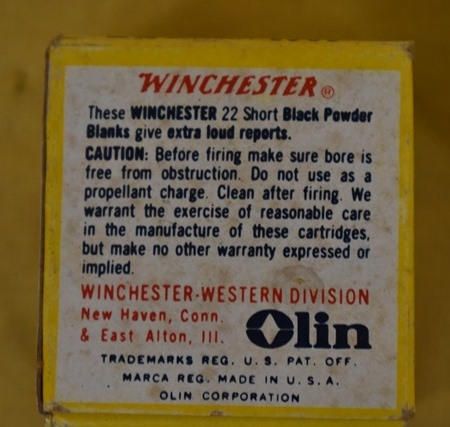 WINCHESTER®
These WINCHESTER 22 Short Black Powder
Blanks give extra loud reports.
CAUTION: Before firing make sure bore is
free from obstruction. Do not use as a
propellant charge. Clean after firing. We
warrant the exercise of reasonable care
in the manufacture of these cartridges,
but make no other warranty expressed or
implied.
WINCHESTER-WESTERN DIVISION
New Haven, Conn.
& East Alton, Ill.
Olin
TRADEMARKS REG. U.S. PAT. OFF.
MARCA REG. MADE IN U.S.A.
OLIN CORPORATION